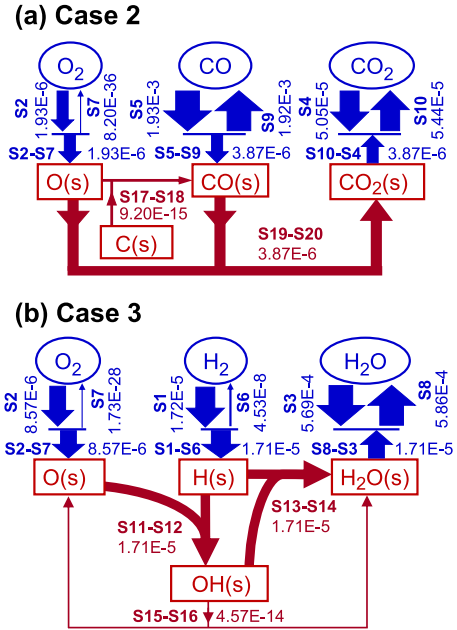 (a) Case 2
O2 CO CO2
S2 1.93E-6 S7 8.20E-36 S5 1.93E-3 S9 1.92E-3 S4 5.05E-5 S10 5.44E-5
S2-S7 1.93E-6 S5-S9 3.87E-6 S10-S4 3.87E-6
O(s) CO(s) CO2(s)
S17-S18
9.20E-15
C(s)
S19-S20
3.87E-6
(b) Case 3
O2 H2 H2O
S2 8.57E-6 S7 1.73E-28 S1 1.72E-5 S6 4.53E-8 S3 5.69E-4 S8 5.86E-4
S2-S7 8.57E-6 S1-S6 1.71E-5 S8-S3 1.71E-5
O(s) H(s) H2O(s)
S13-S14
1.71E-5
S11-S12
1.71E-5
OH(s)
S15-S16 4.57E-14